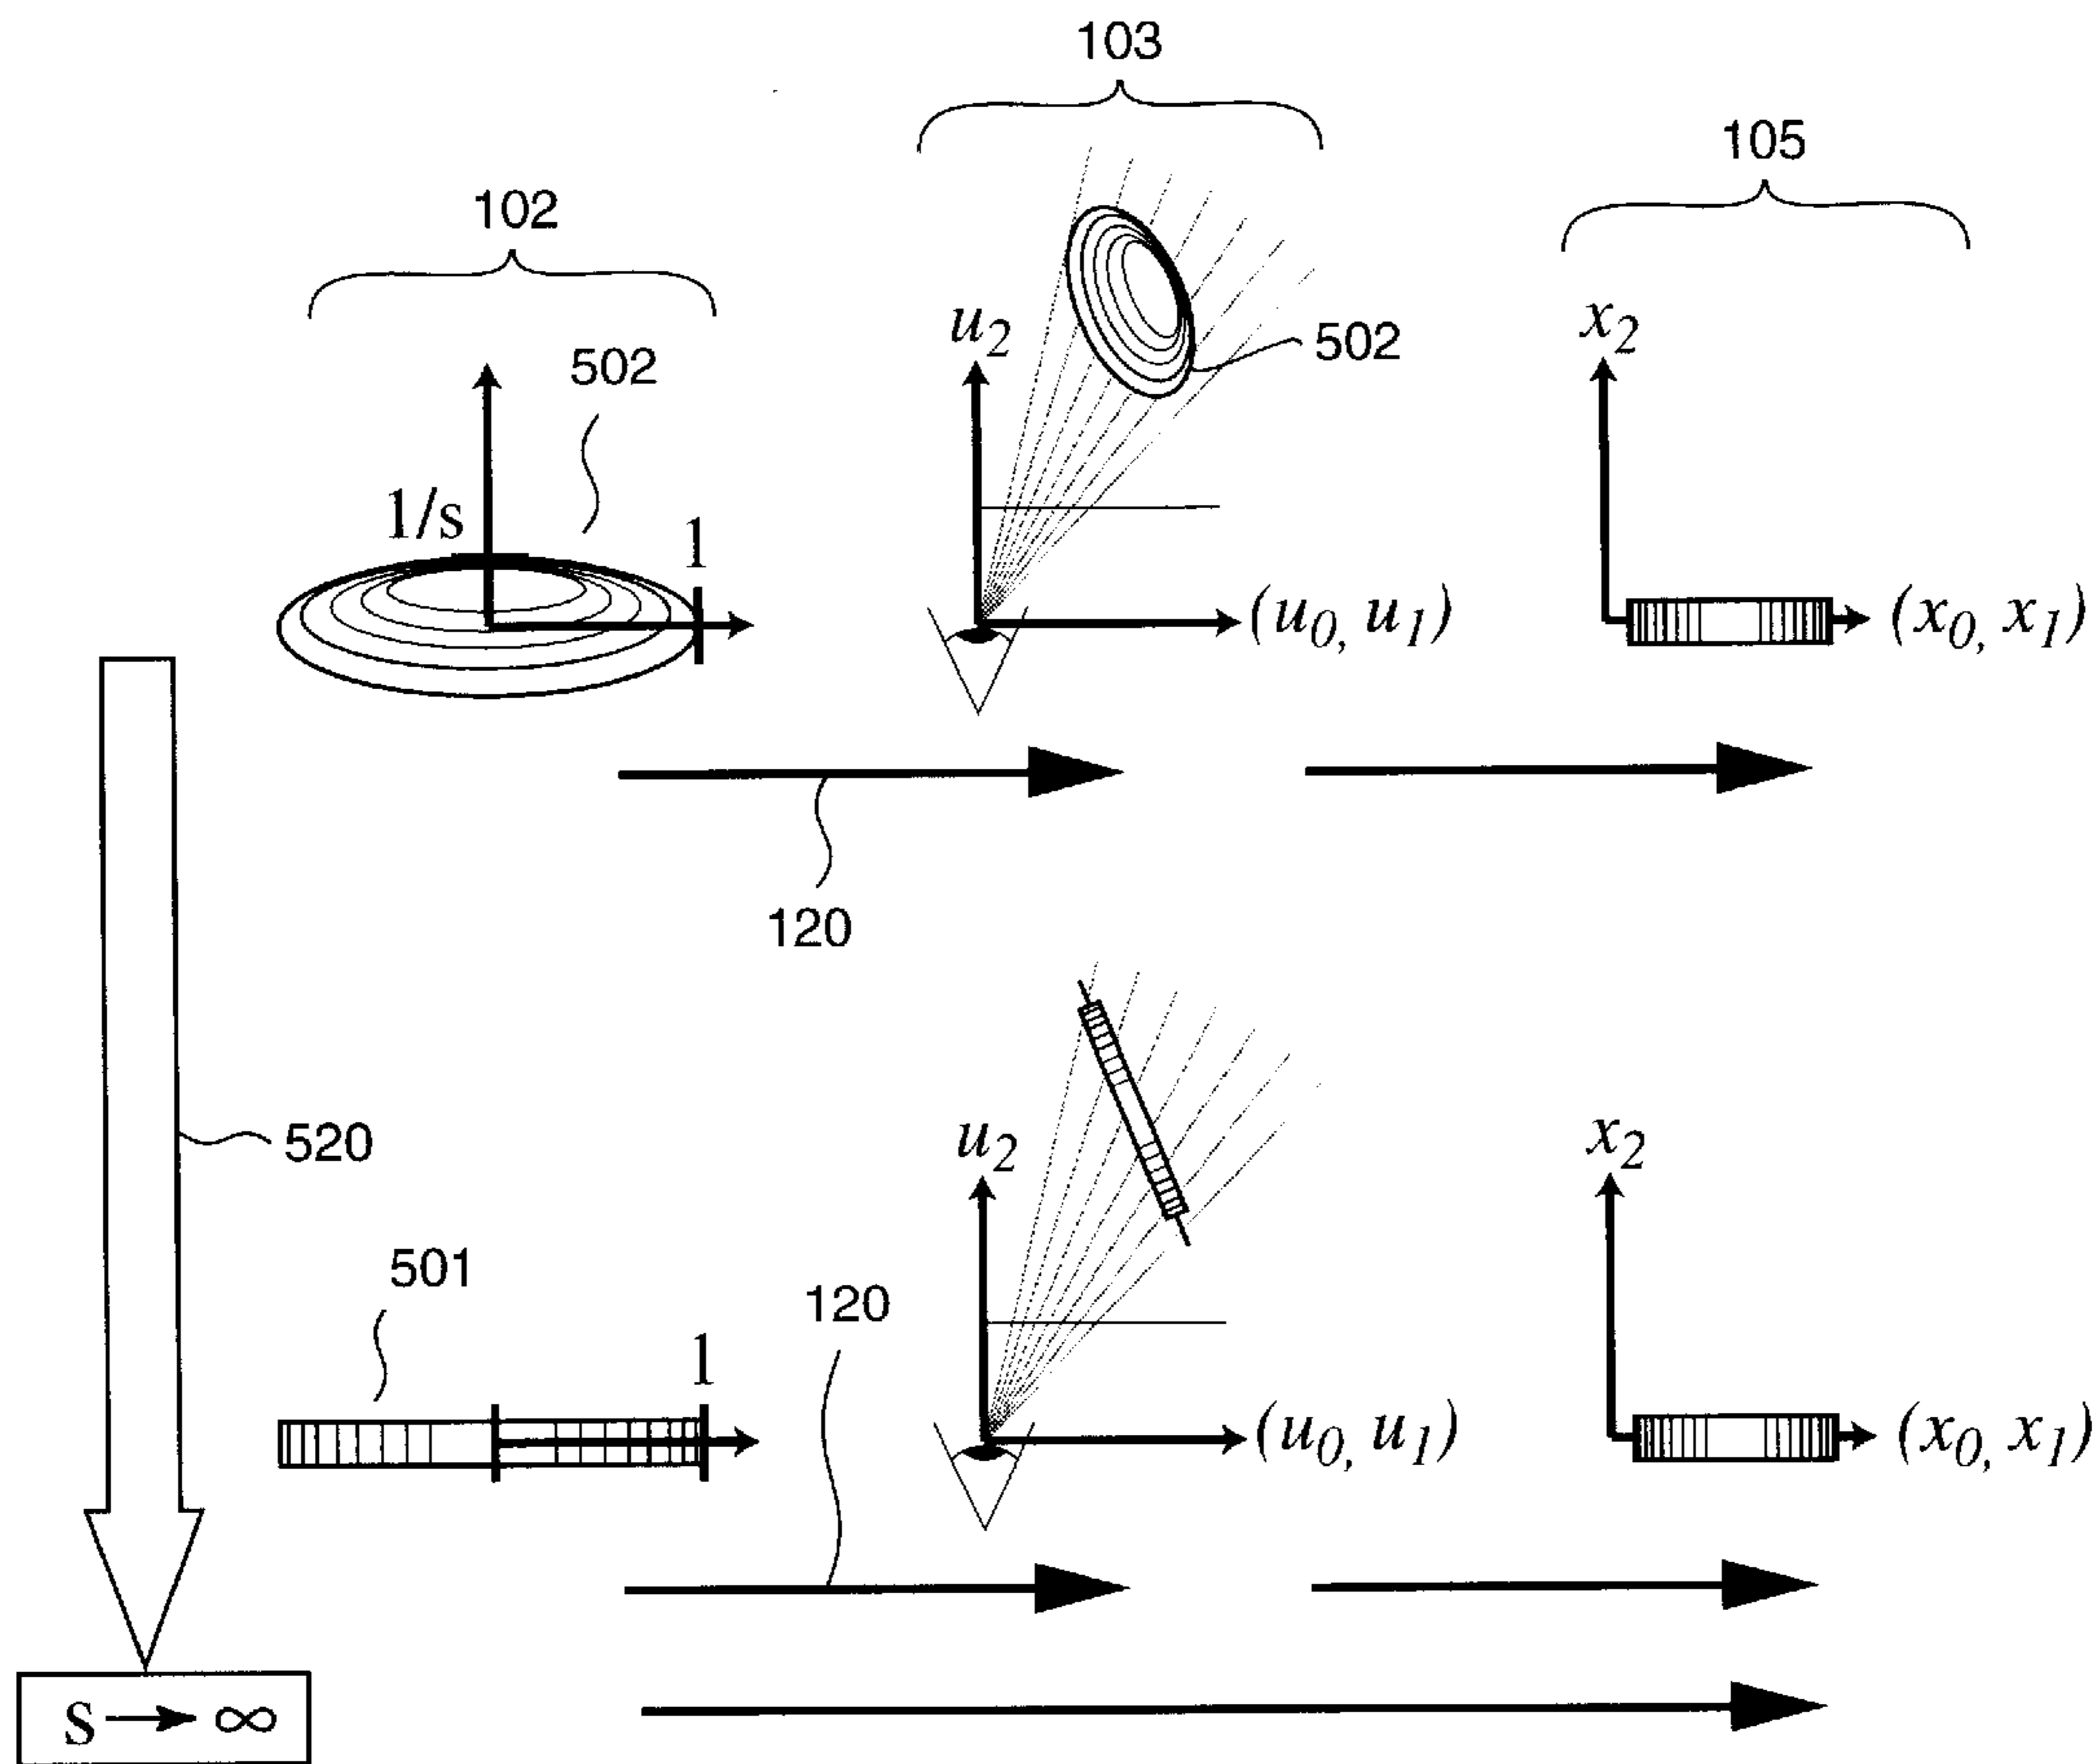 103
105
102
502
u2
502
x2
1/s
1
(u0, u1)
(x0, x1)
120
520
u2
x2
501
120
1
(u0, u1)
(x0, x1)
s → ∞